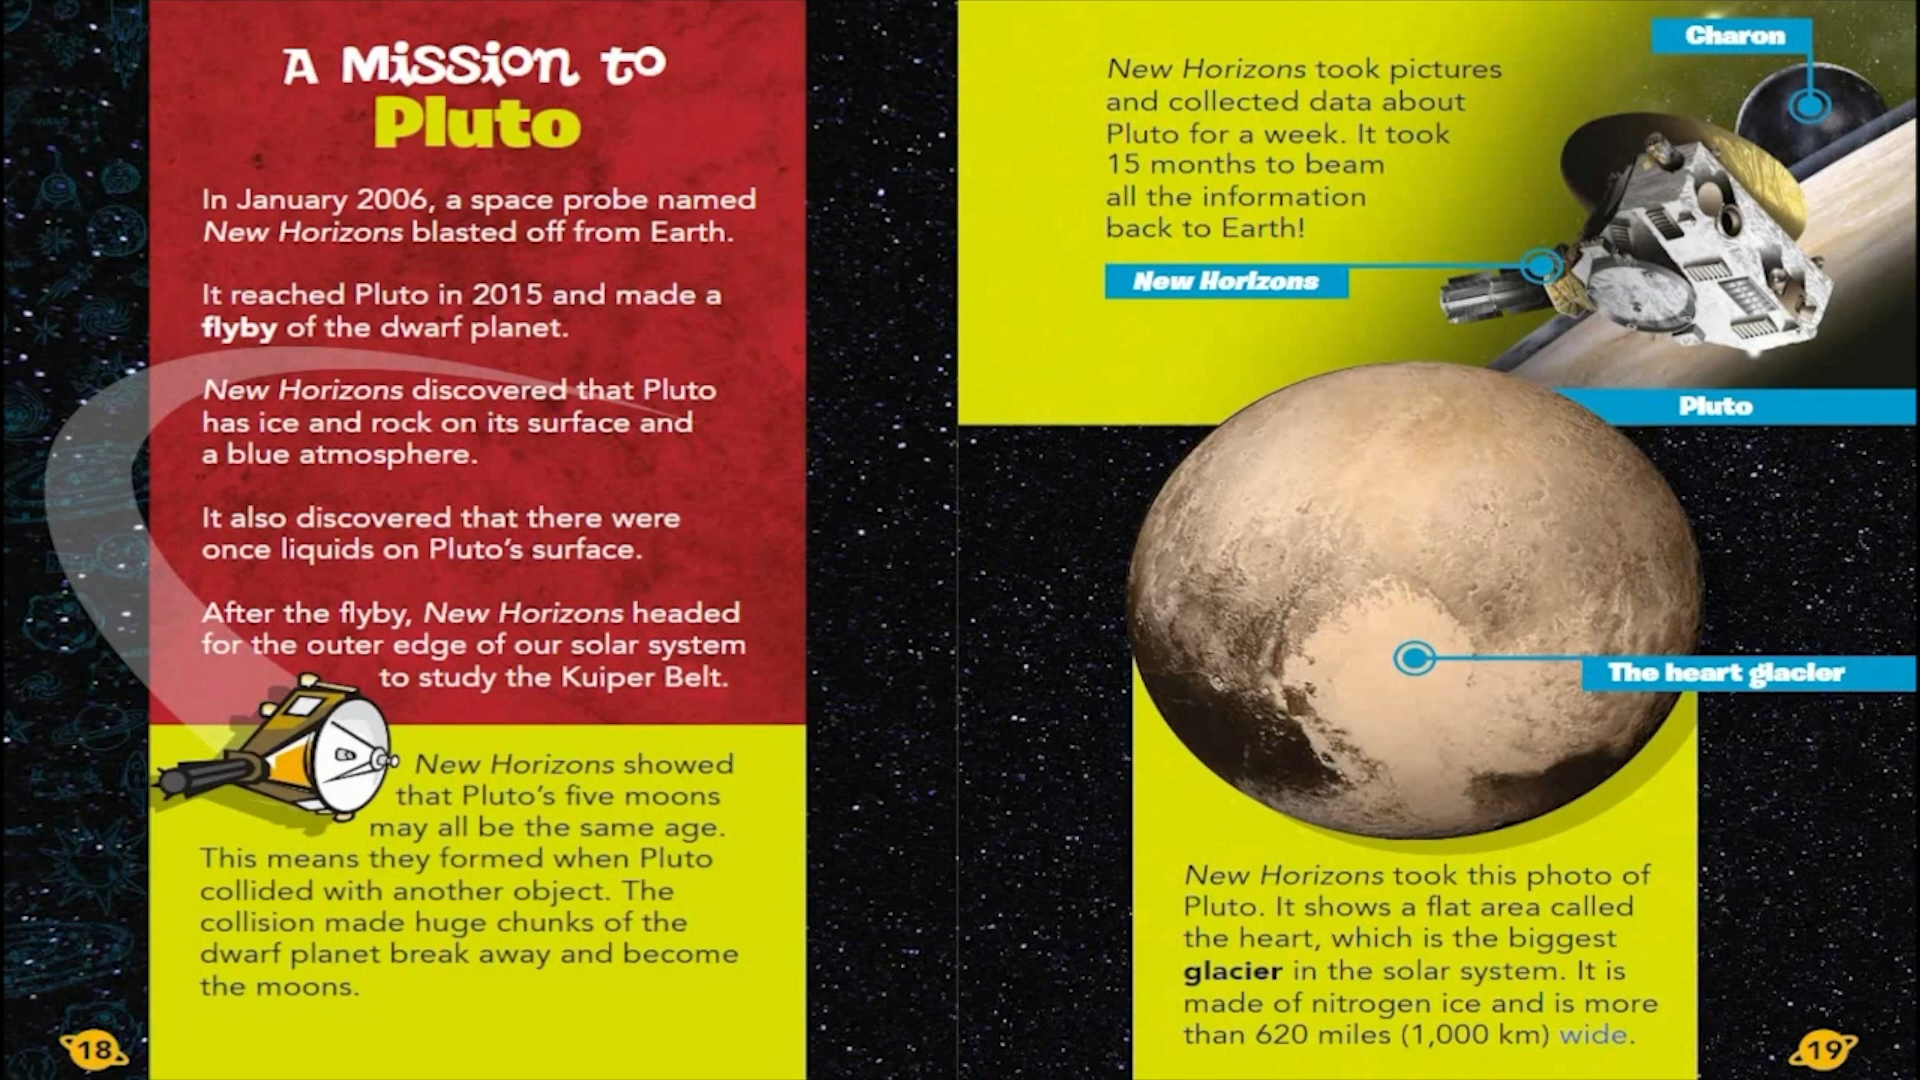 A Mission to
Pluto
In January 2006, a space probe named
New Horizons blasted off from Earth.
It reached Pluto in 2015 and made a
flyby of the dwarf planet.
New Horizons discovered that Pluto
has ice and rock on its surface and
a blue atmosphere.
It also discovered that there were
once liquids on Pluto's surface.
After the flyby, New Horizons headed
for the outer edge of our solar system
to study the Kuiper Belt.
New Horizons showed
that Pluto's five moons
may all be the same age.
This means they formed when Pluto
collided with another object. The
collision made huge chunks of the
dwarf planet break away and become
the moons.
18
New Horizons took pictures
and collected data about
Pluto for a week. It took
15 months to beam
all the information
back to Earth!
Charon
New Horizons
Pluto
The heart glacier
New Horizons took this photo of
Pluto. It shows a flat area called
the heart, which is the biggest
glacier in the solar system. It is
made of nitrogen ice and is more
than 620 miles (1,000 km) wide.
19